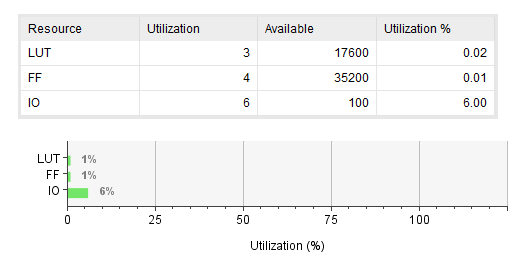 Resource Utilization Available Utilization %
LUT 3 17600 0.02
FF 4 35200 0.01
IO 6 100 6.00
LUT 1%
FF 1%
IO 6%
0 25 50 75 100
Utilization (%)